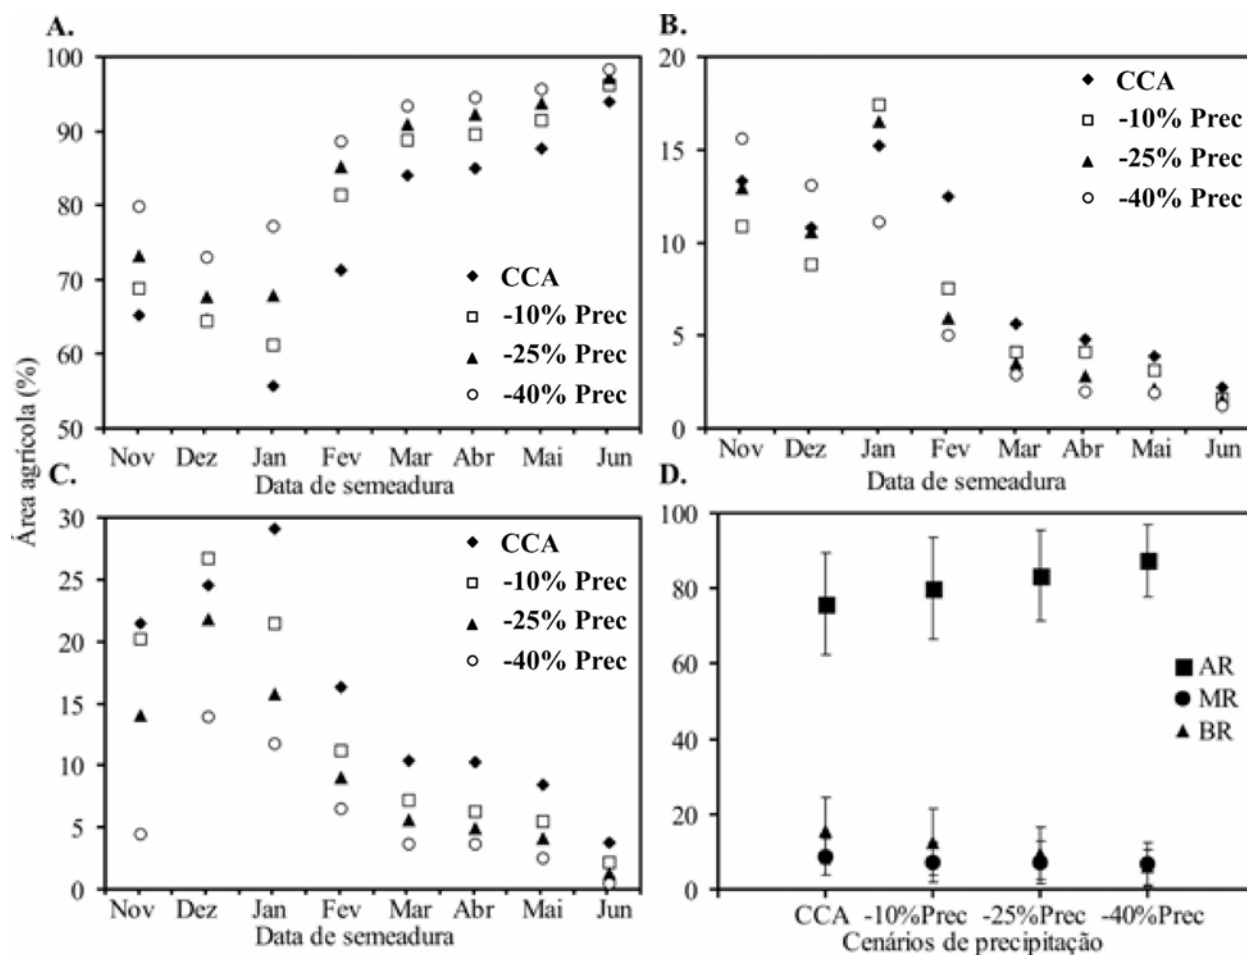 A.
100
90
80
70
60
50
CCA
-10% Prec
-25% Prec
-40% Prec
Nov Dez Jan Fev Mar Abr Mai Jun
Data de semeadura
B.
20
15
10
5
0
CCA
-10% Prec
-25% Prec
-40% Prec
Nov Dez Jan Fev Mar Abr Mai Jun
Data de semeadura
Área agrícola (%)
C.
30
25
20
15
10
5
0
CCA
-10% Prec
-25% Prec
-40% Prec
Nov Dez Jan Fev Mar Abr Mai Jun
Data de semeadura
D.
100
80
60
40
20
0
AR
MR
BR
CCA -10%Prec -25%Prec -40%Prec
Cenários de precipitação